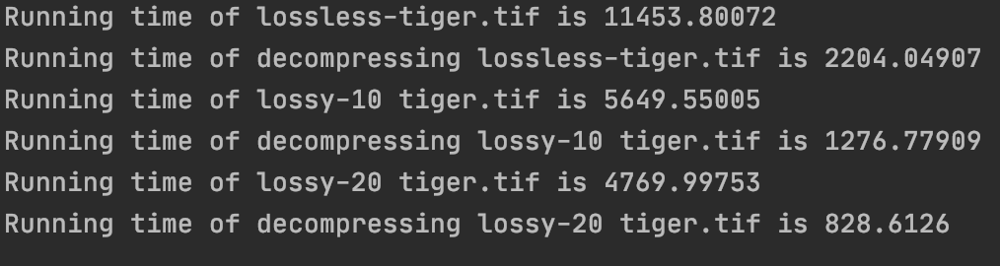 Running time of lossless-tiger.tif is 11453.80072
Running time of decompressing lossless-tiger.tif is 2204.04907
Running time of lossy-10 tiger.tif is 5649.55005
Running time of decompressing lossy-10 tiger.tif is 1276.77909
Running time of lossy-20 tiger.tif is 4769.99753
Running time of decompressing lossy-20 tiger.tif is 828.6126